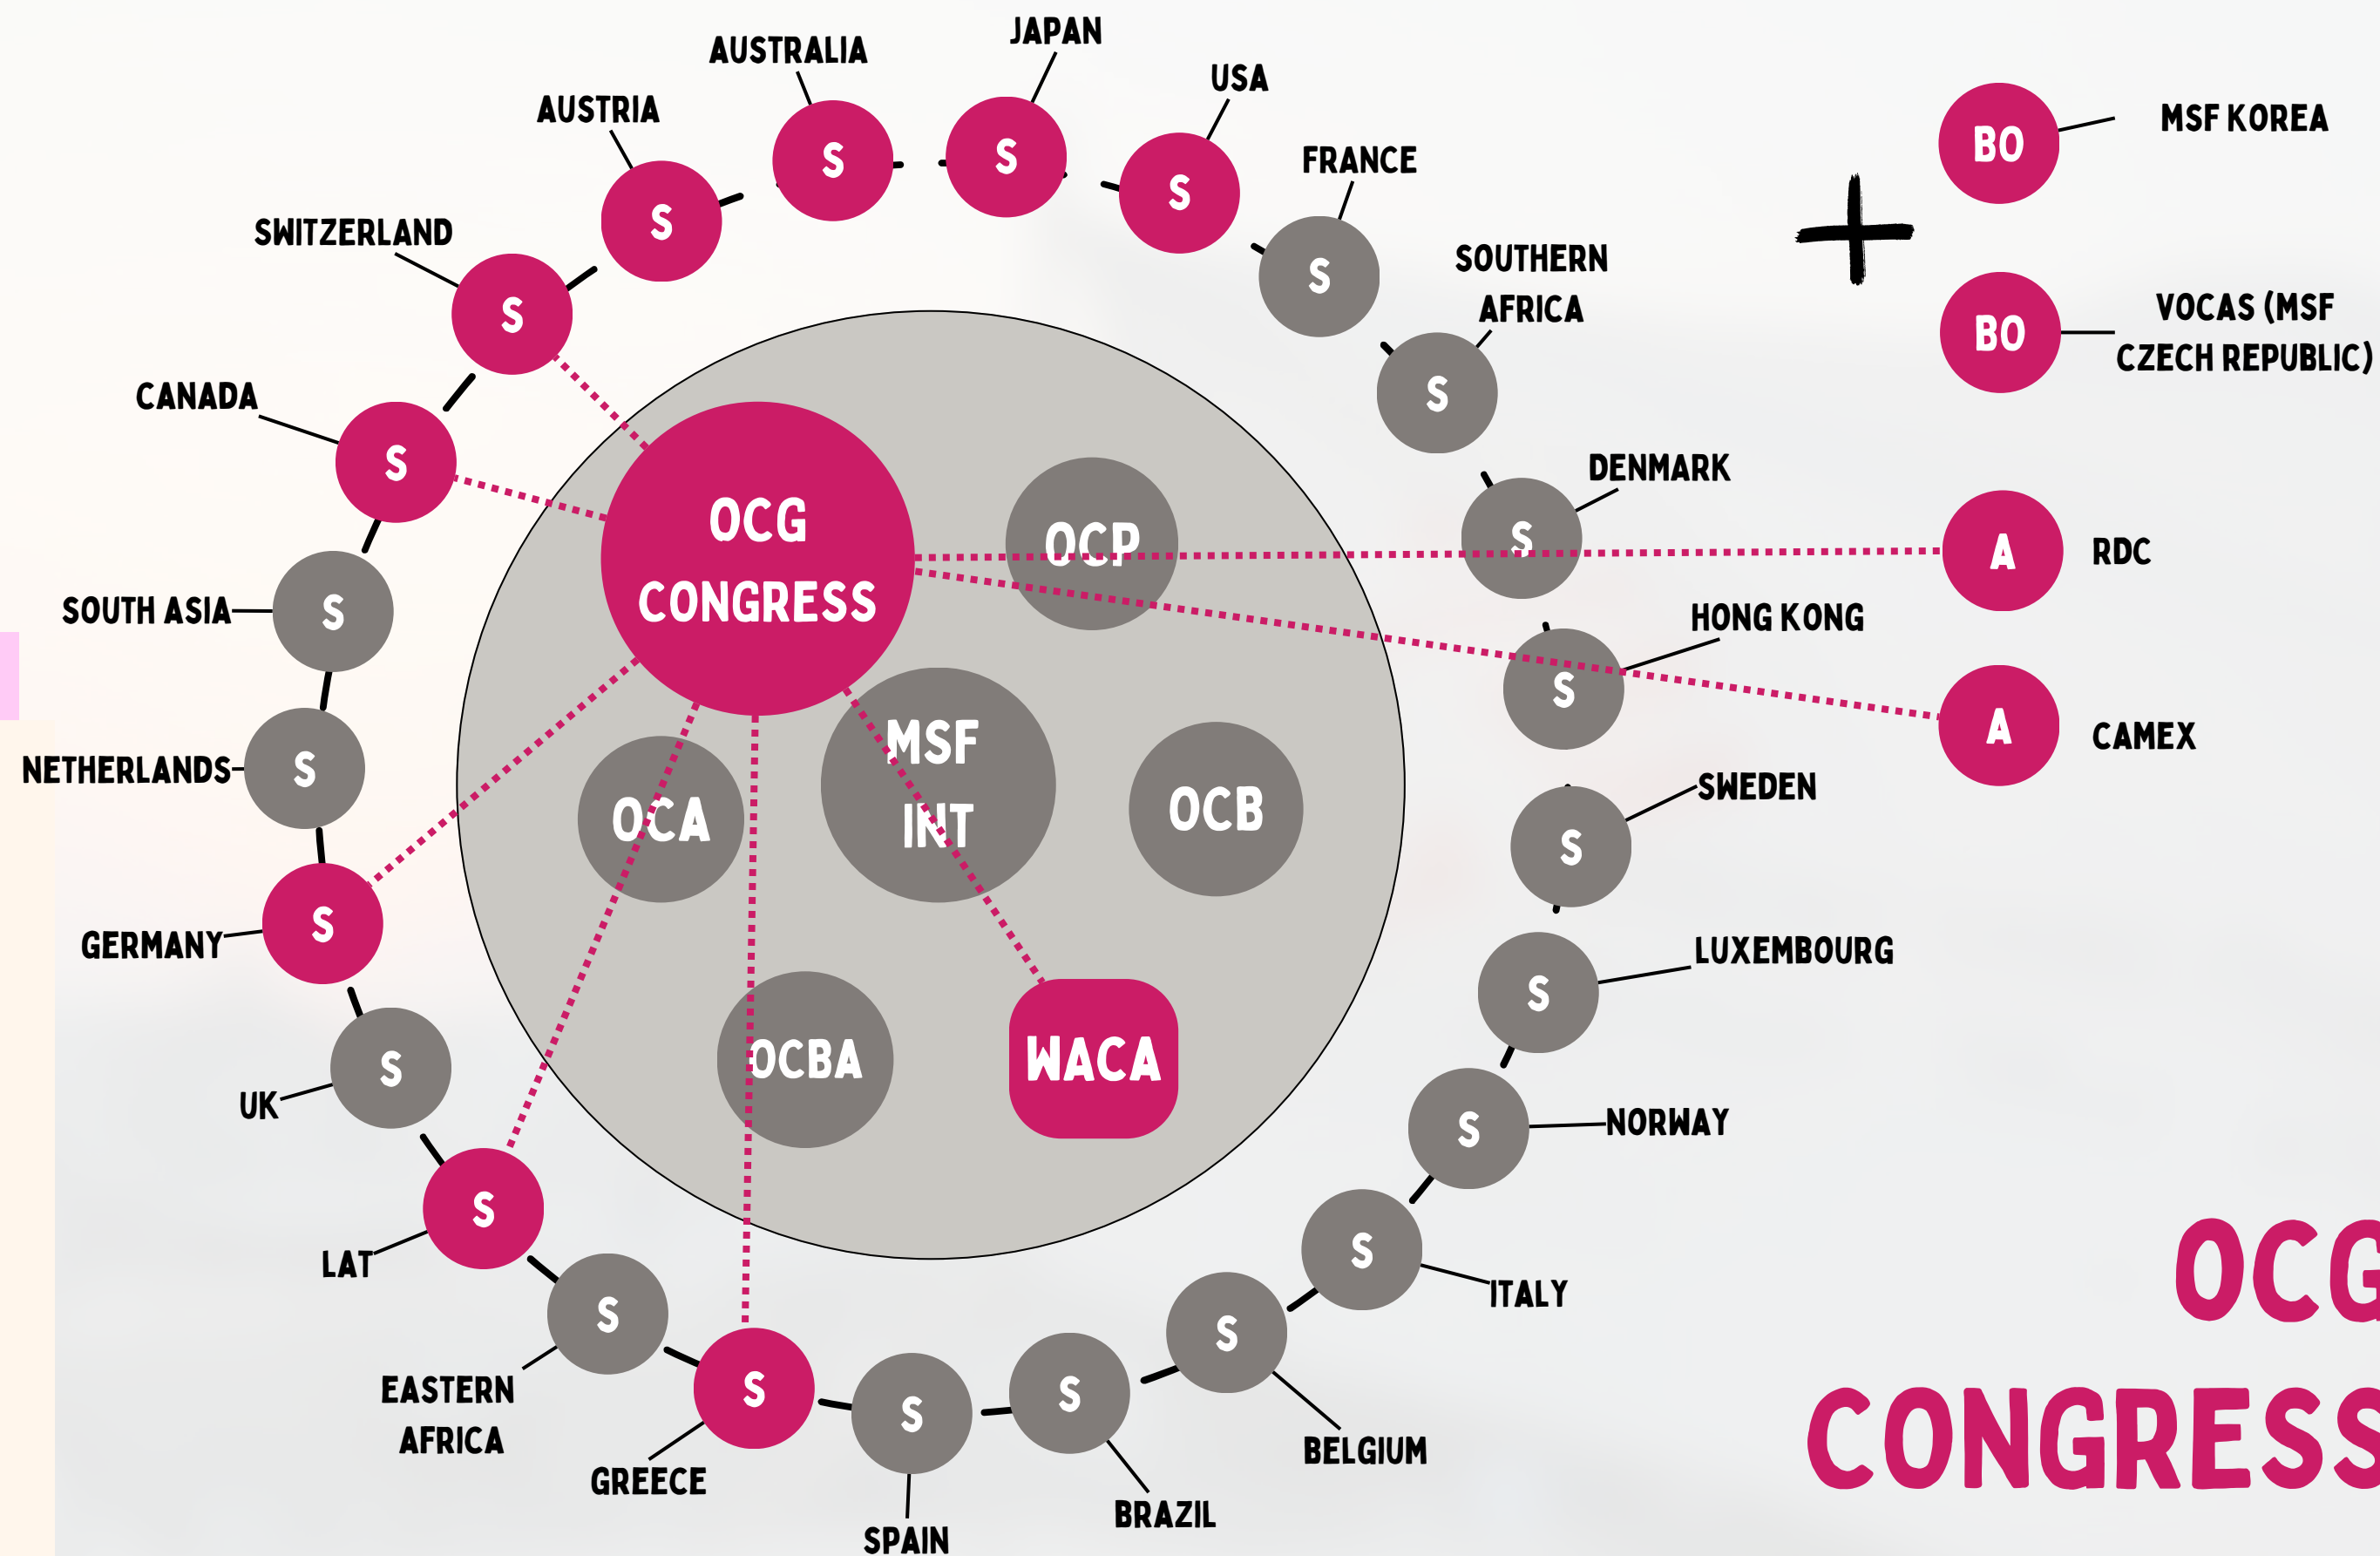 JAPAN
AUSTRALIA
USA
AUSTRIA
MSF KOREA
BO
S
S
S
FRANCE
S
SWITZERLAND
SOUTHERN
AFRICA
S
S
VOCAS (MSF
CZECH REPUBLIC)
BO
CANADA
S
S
DENMARK
OCG
CONGRESS
OCP
S
A
RDC
SOUTH ASIA
S
HONG KONG
S
A
CAMEX
MSF
INT
NETHERLANDS
S
OCA
OCB
SWEDEN
S
GERMANY
S
LUXEMBOURG
S
OCBA
WACA
UK
S
S
NORWAY
S
LAT
S
ITALY
S
S
EASTERN
AFRICA
S
S
S
GREECE
SPAIN
BRAZIL
BELGIUM
OCG
CONGRESS